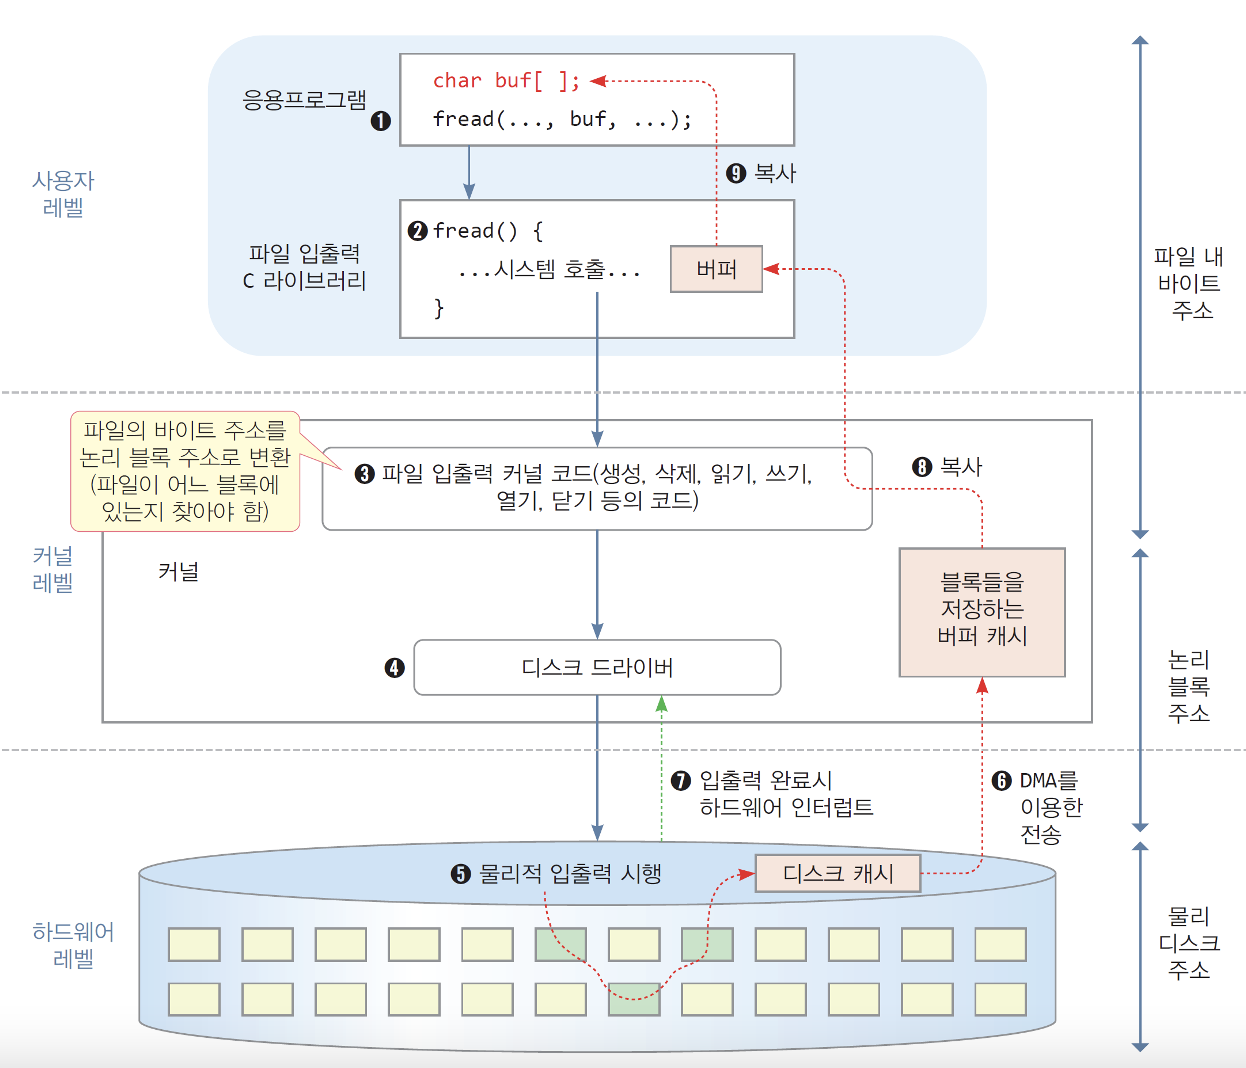 응용프로그램
❶
char buf[ ];
fread(..., buf, ...);
❾ 복사
사용자
레벨
파일 입출력
C 라이브러리
❷ fread() {
...시스템 호출...
}
버퍼
파일 내
바이트
주소
파일의 바이트 주소를
논리 블록 주소로 변환
(파일이 어느 블록에
있는지 찾아야 함)
❸ 파일 입출력 커널 코드(생성, 삭제, 읽기, 쓰기,
열기, 닫기 등의 코드)
❽ 복사
커널
레벨
커널
블록들을
저장하는
버퍼 캐시
❹ 디스크 드라이버
논리
블록
주소
❼ 입출력 완료시
하드웨어 인터럽트
❻ DMA를
이용한
전송
❺ 물리적 입출력 시행
디스크 캐시
하드웨어
레벨
물리
디스크
주소